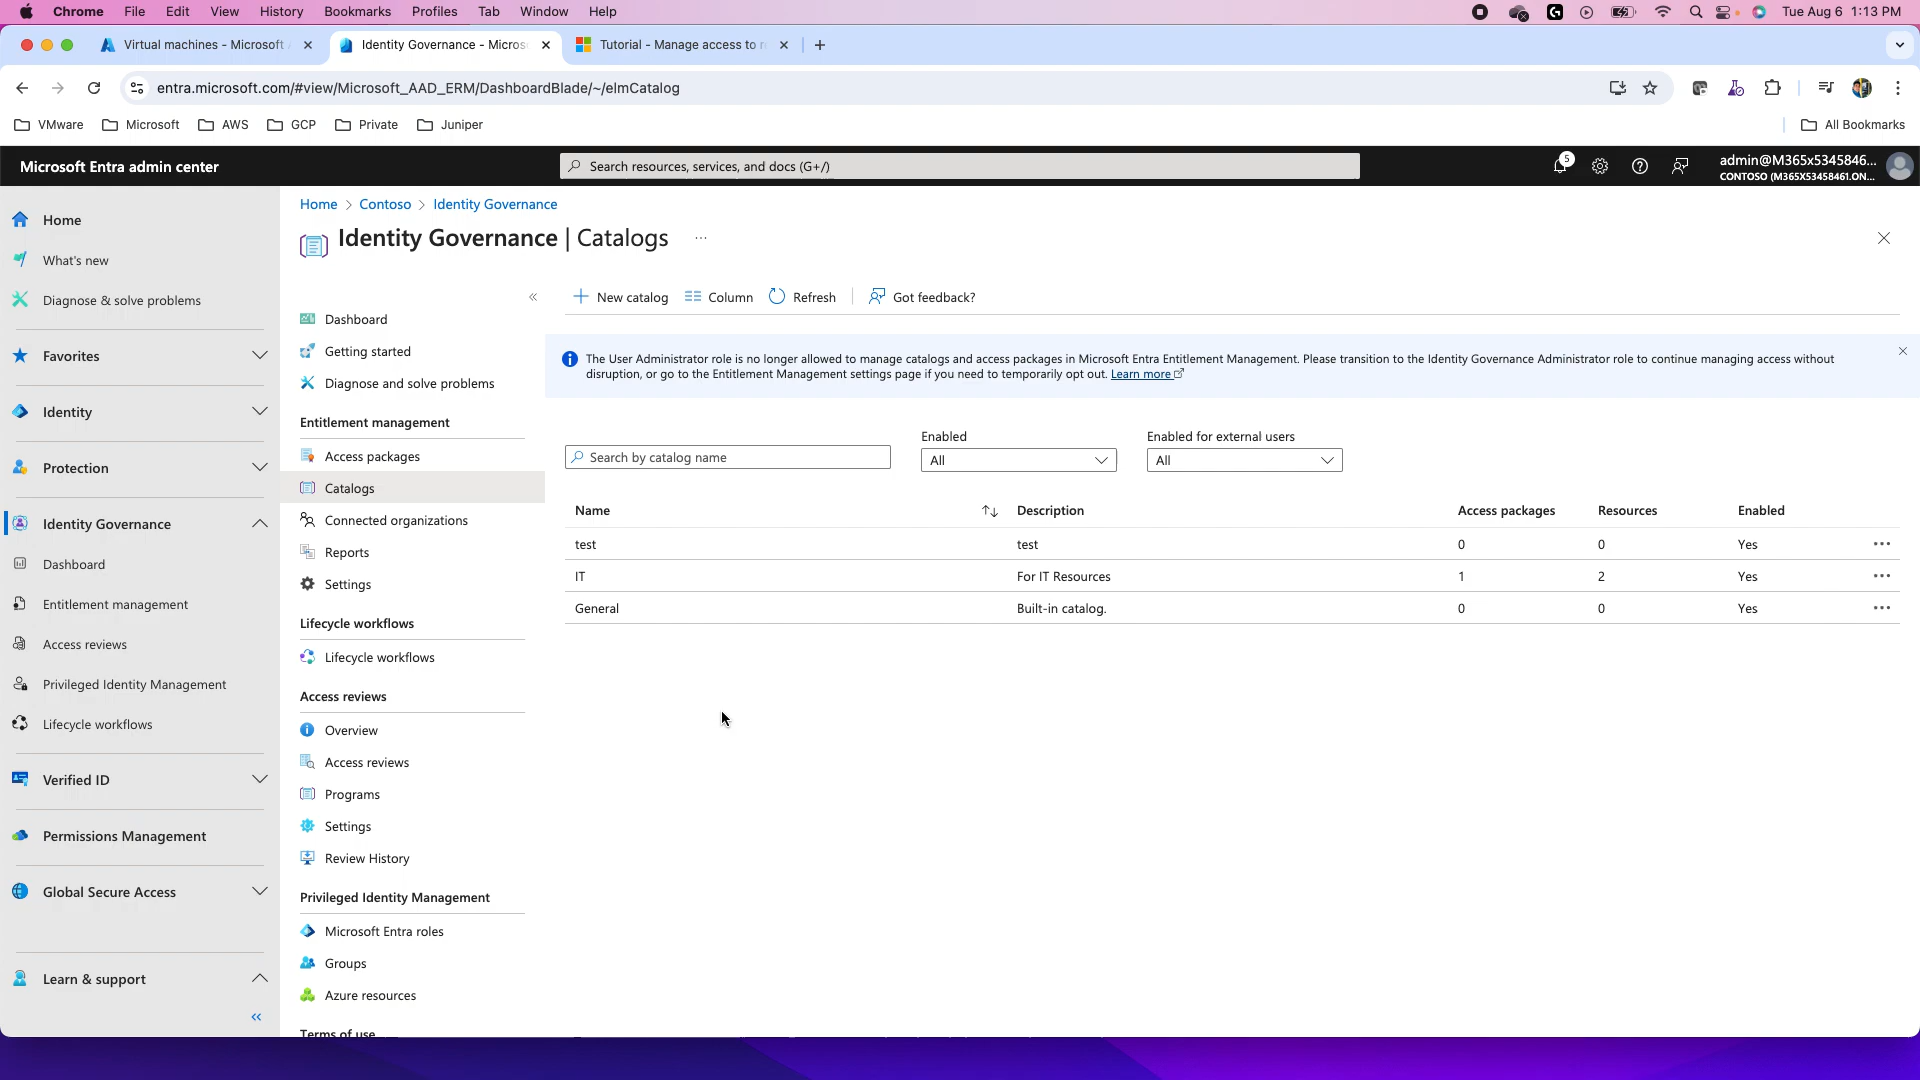 Chrome File Edit View History Bookmarks Profiles Tab Window Help
Tue Aug 6 1:13 PM
Virtual machines - Microsoft
Identity Governance - Micros
Tutorial - Manage access to r
entra.microsoft.com/#view/Microsoft_AAD_ERM/DashboardBlade/~/elmCatalog
VMware Microsoft AWS GCP Private Juniper
All Bookmarks
Microsoft Entra admin center
Search resources, services, and docs (G+/)
5
admin@M365x5345846...
CONTOSO (M365X53458461.ON...
Home
What's new
Diagnose & solve problems
Favorites
Identity
Protection
Identity Governance
Dashboard
Entitlement management
Access reviews
Privileged Identity Management
Lifecycle workflows
Verified ID
Permissions Management
Global Secure Access
Learn & support
Home > Contoso > Identity Governance
Identity Governance | Catalogs
...
Dashboard
Getting started
Diagnose and solve problems
Entitlement management
Access packages
Catalogs
Connected organizations
Reports
Settings
Lifecycle workflows
Lifecycle workflows
Access reviews
Overview
Access reviews
Programs
Settings
Review History
Privileged Identity Management
Microsoft Entra roles
Groups
Azure resources
Terms of use
New catalog Column Refresh Got feedback?
The User Administrator role is no longer allowed to manage catalogs and access packages in Microsoft Entra Entitlement Management. Please transition to the Identity Governance Administrator role to continue managing access without
disruption, or go to the Entitlement Management settings page if you need to temporarily opt out. Learn more
Enabled
Enabled for external users
Search by catalog name
All
All
Name Description Access packages Resources Enabled
test test 0 0 Yes
IT For IT Resources 1 2 Yes
General Built-in catalog. 0 0 Yes